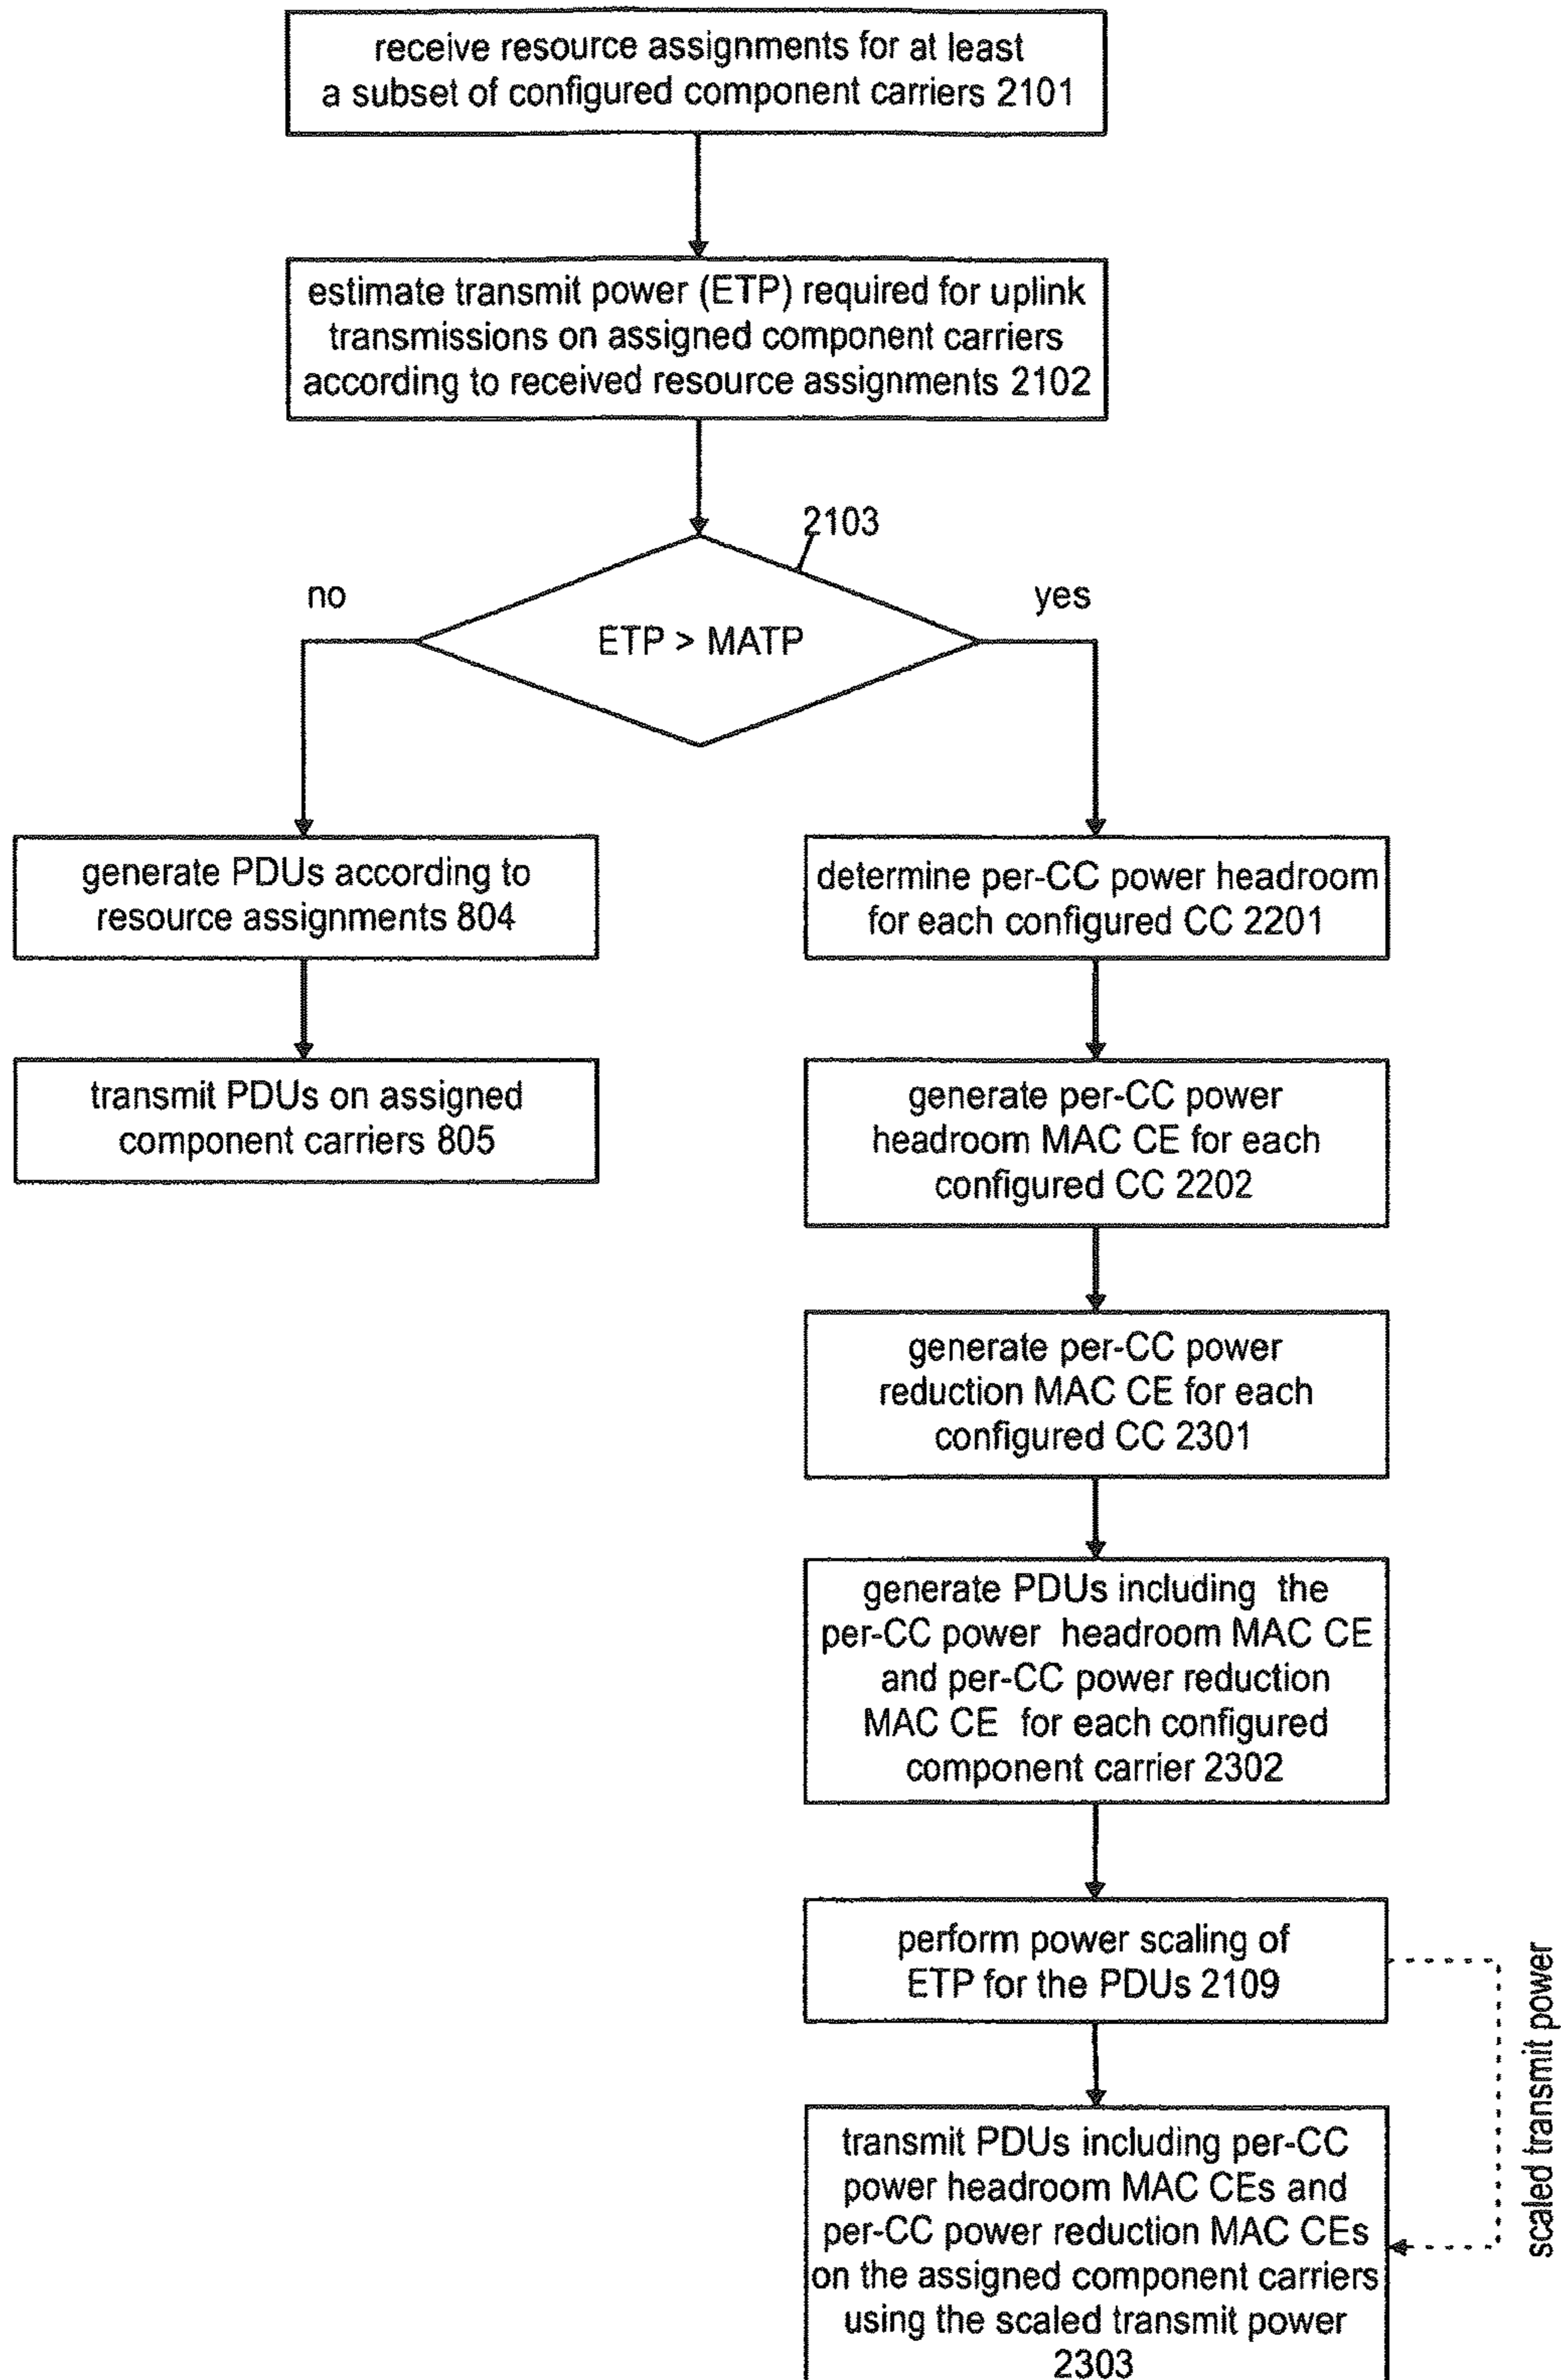 receive resource assignments for at least
a subset of configured component carriers 2101
estimate transmit power (ETP) required for uplink
transmissions on assigned component carriers
according to received resource assignments 2102
2103
no
yes
ETP > MATP
generate PDUs according to
resource assignments 804
transmit PDUs on assigned
component carriers 805
determine per-CC power headroom
for each configured CC 2201
generate per-CC power
headroom MAC CE for each
configured CC 2202
generate per-CC power
reduction MAC CE for each
configured CC 2301
generate PDUs including the
per-CC power headroom MAC CE
and per-CC power reduction
MAC CE for each configured
component carrier 2302
perform power scaling of
ETP for the PDUs 2109
scaled transmit power
transmit PDUs including per-CC
power headroom MAC CEs and
per-CC power reduction MAC CEs
on the assigned component carriers
using the scaled transmit power
2303